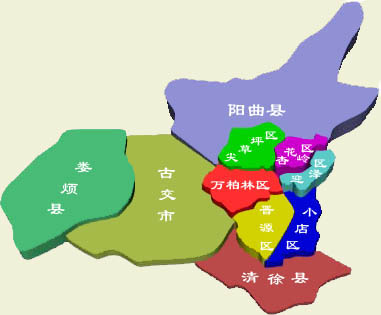 阳曲县
尖草坪区
杏花岭区
迎泽区
娄烦县
古交市
万柏林区
晋源区
小店区
清徐县